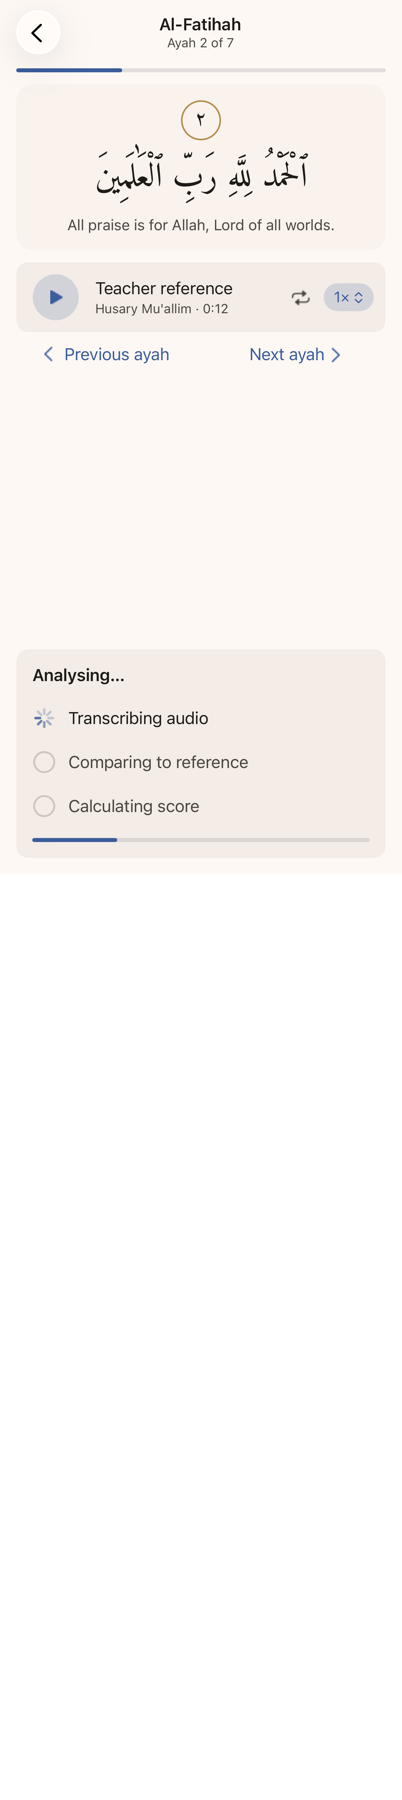 Al-Fatihah
Ayah 2 of 7
٢
ٱلْحَمْدُ لِلَّهِ رَبِّ ٱلْعَٰلَمِينَ
All praise is for Allah, Lord of all worlds.
Teacher reference
Husary Mu'allim · 0:12
1×
Previous ayah
Next ayah
Analysing...
Transcribing audio
Comparing to reference
Calculating score